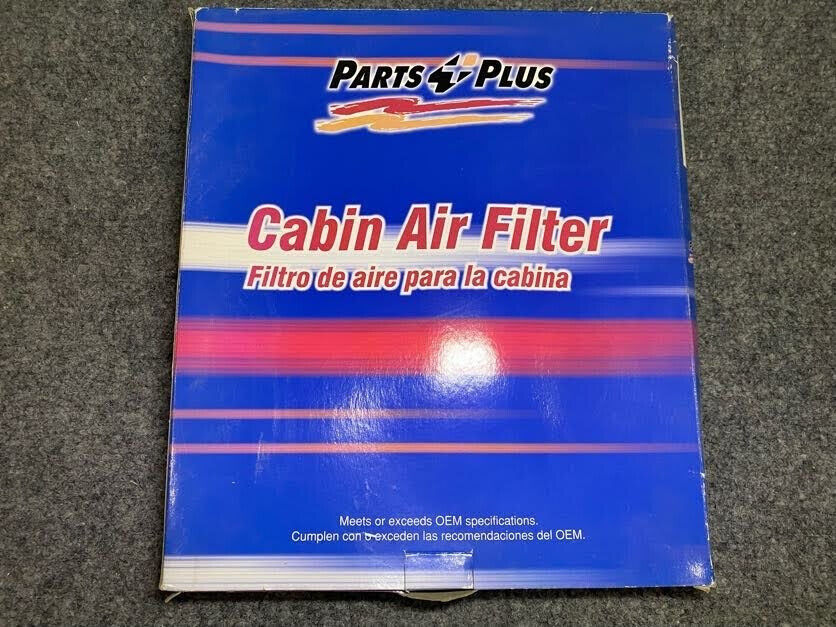 PARTS PLUS
Cabin Air Filter
Filtro de aire para la cabina
Meets or exceeds OEM specifications.
Cumplen con o exceden las recomendaciones del OEM.